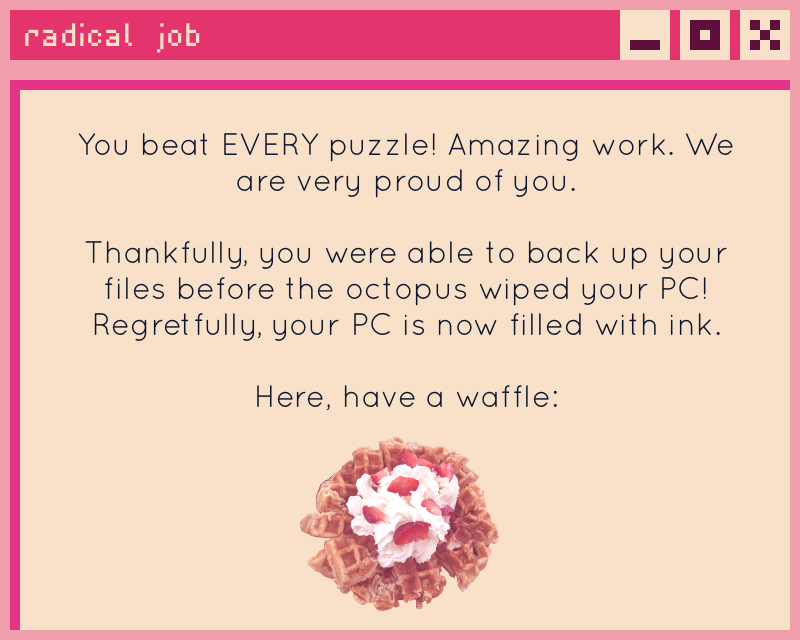 radical job
You beat EVERY puzzle! Amazing work. We
are very proud of you.
Thankfully, you were able to back up your
files before the octopus wiped your PC!
Regretfully, your PC is now filled with ink.
Here, have a waffle: